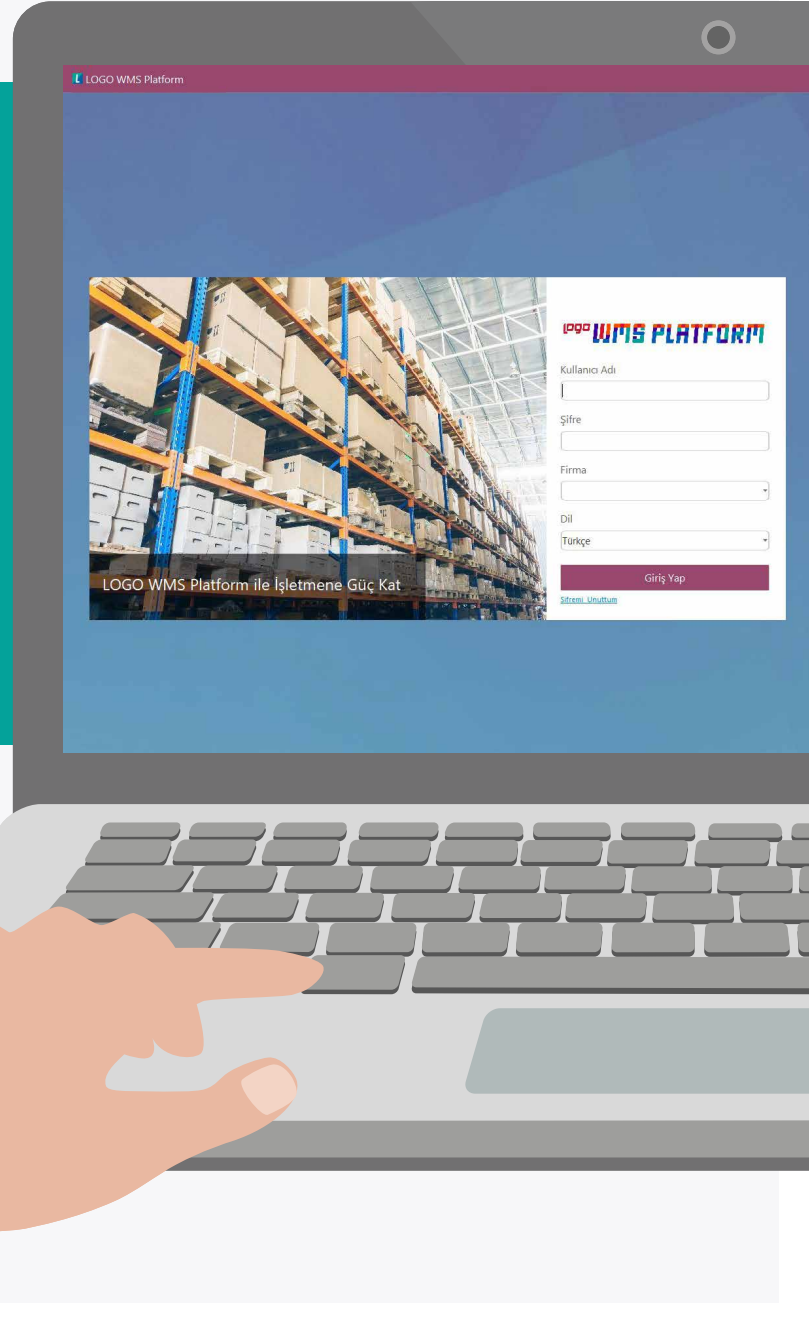 LOGO WMS Platform
logo WMS PLATFORM
Kullanıcı Adı
Şifre
Firma
Dil
Türkçe
Giriş Yap
Şifremi Unuttum
LOGO WMS Platform ile İşletmene Güç Kat